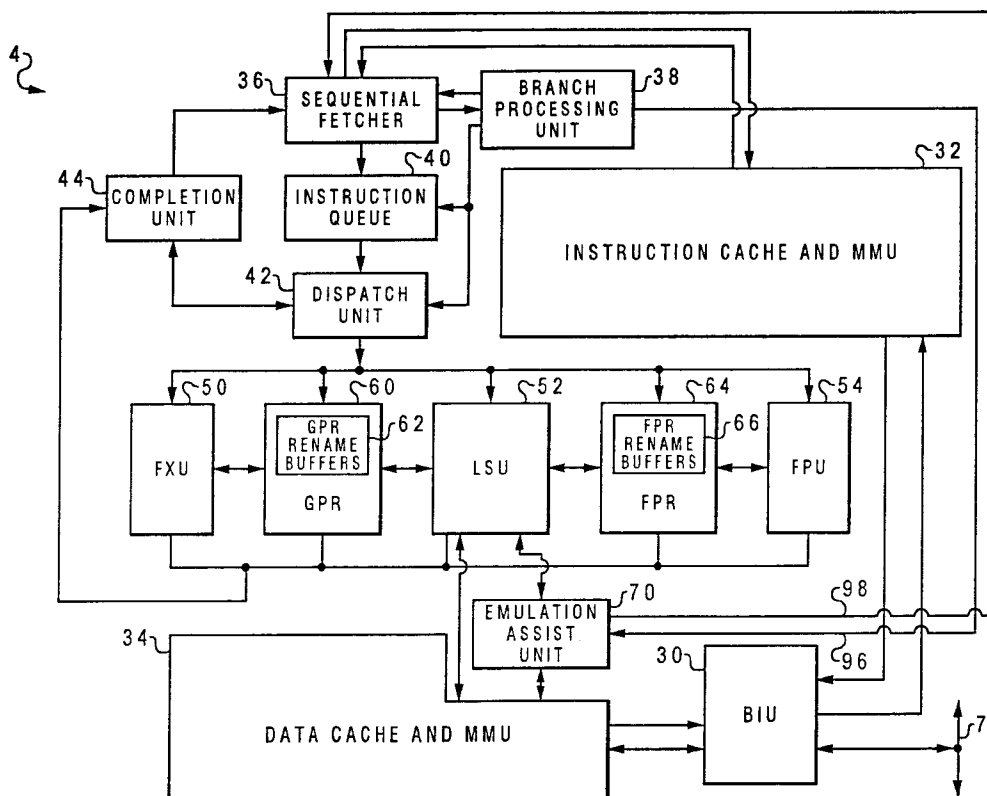 4
36
SEQUENTIAL
FETCHER
BRANCH
PROCESSING
UNIT
38
44
COMPLETION
UNIT
40
INSTRUCTION
QUEUE
32
INSTRUCTION CACHE AND MMU
42
DISPATCH
UNIT
50
FXU
60
GPR
RENAME
BUFFERS
62
GPR
52
LSU
64
FPR
RENAME
BUFFERS
66
FPR
54
FPU
70
EMULATION
ASSIST.
UNIT
98
96
34
DATA CACHE AND MMU
30
BIU
7